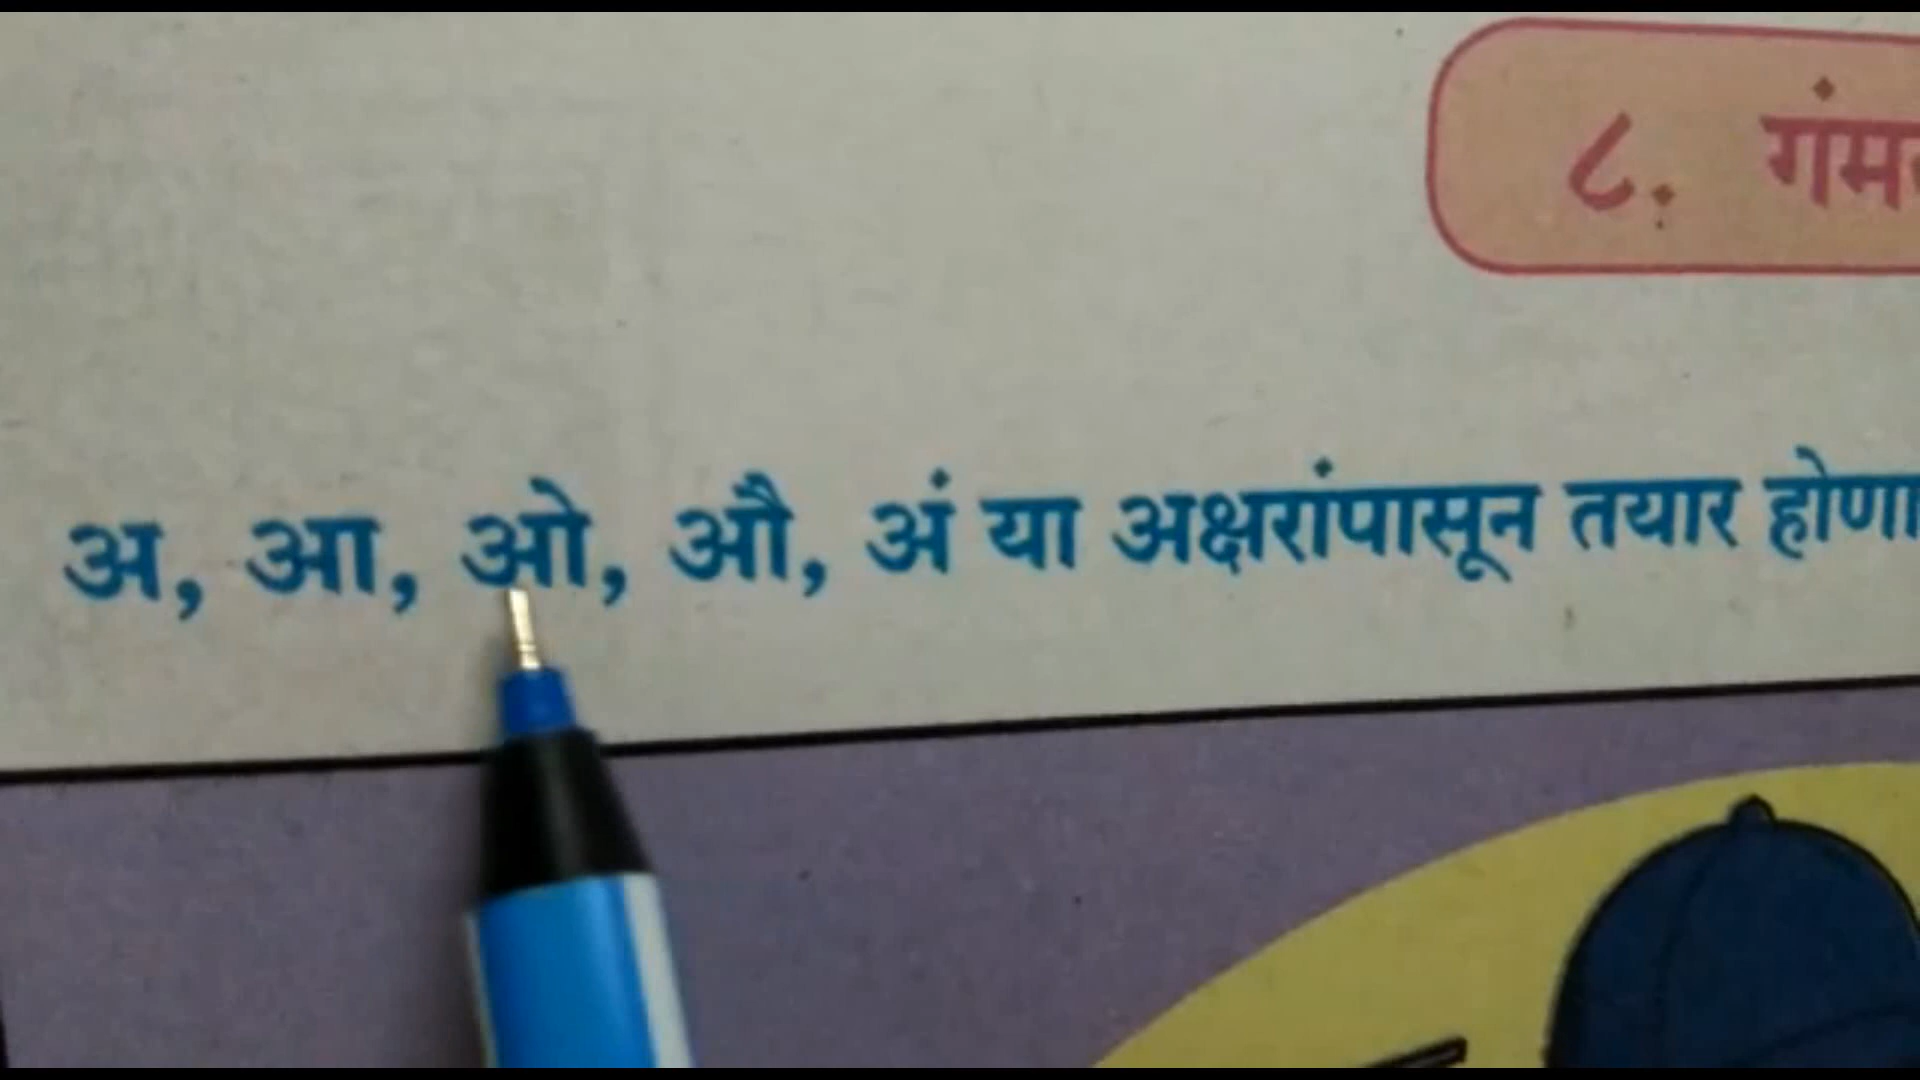 ८.
अ, आ, ओ, औ, अं या अक्षरांपासून तयार